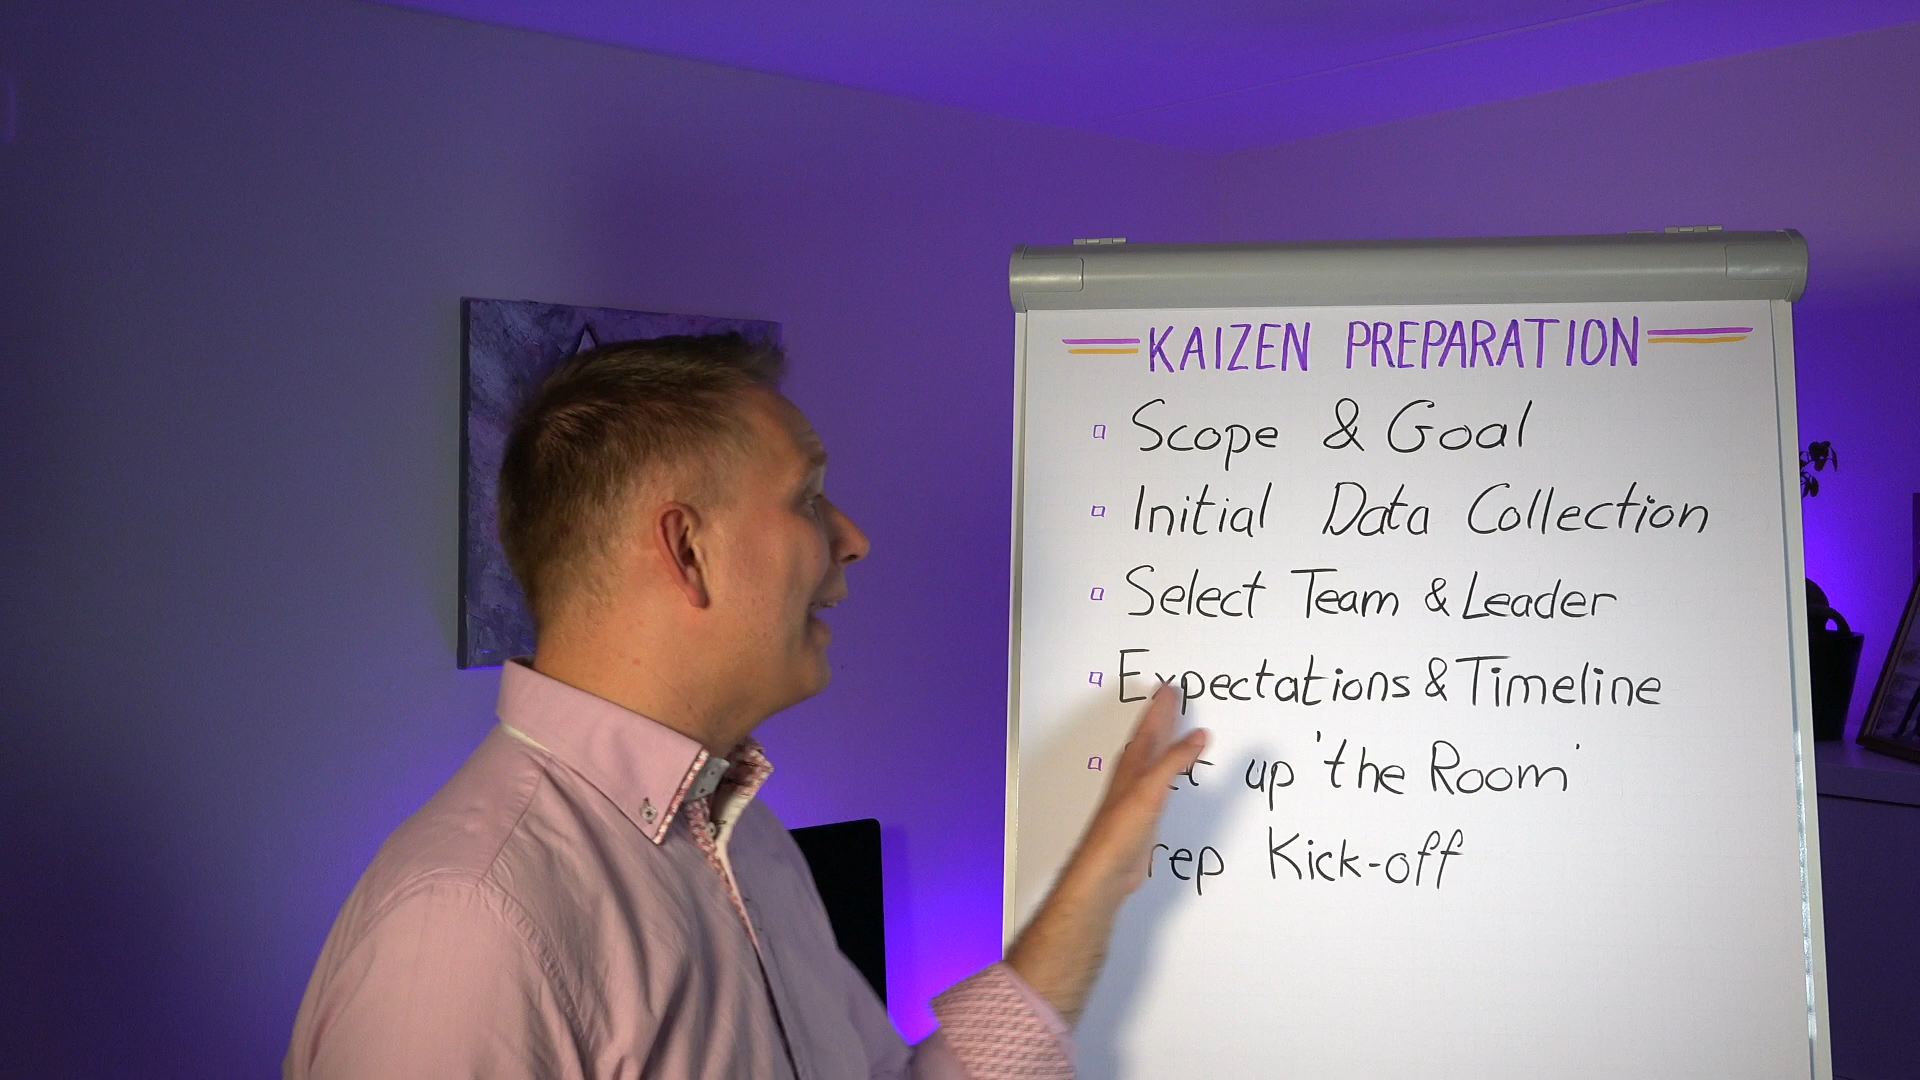 KAIZEN PREPARATION
Scope & Goal
Initial Data Collection
Select Team & Leader
Expectations & Timeline
up 'the Room'
Kick-off